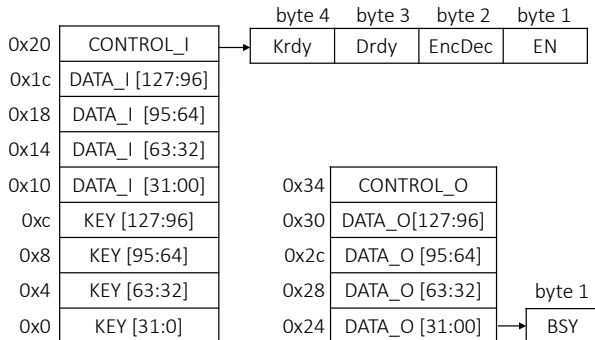 byte 4 byte 3 byte 2 byte 1
0x20 CONTROL_I Krdy Drdy EncDec EN
0x1c DATA_I [127:96]
0x18 DATA_I [95:64]
0x14 DATA_I [63:32]
0x10 DATA_I [31:00] 0x34 CONTROL_O
0xc KEY [127:96] 0x30 DATA_O[127:96]
0x8 KEY [95:64] 0x2c DATA_O [95:64]
0x4 KEY [63:32] 0x28 DATA_O [63:32] byte 1
0x0 KEY [31:0] 0x24 DATA_O [31:00] BSY